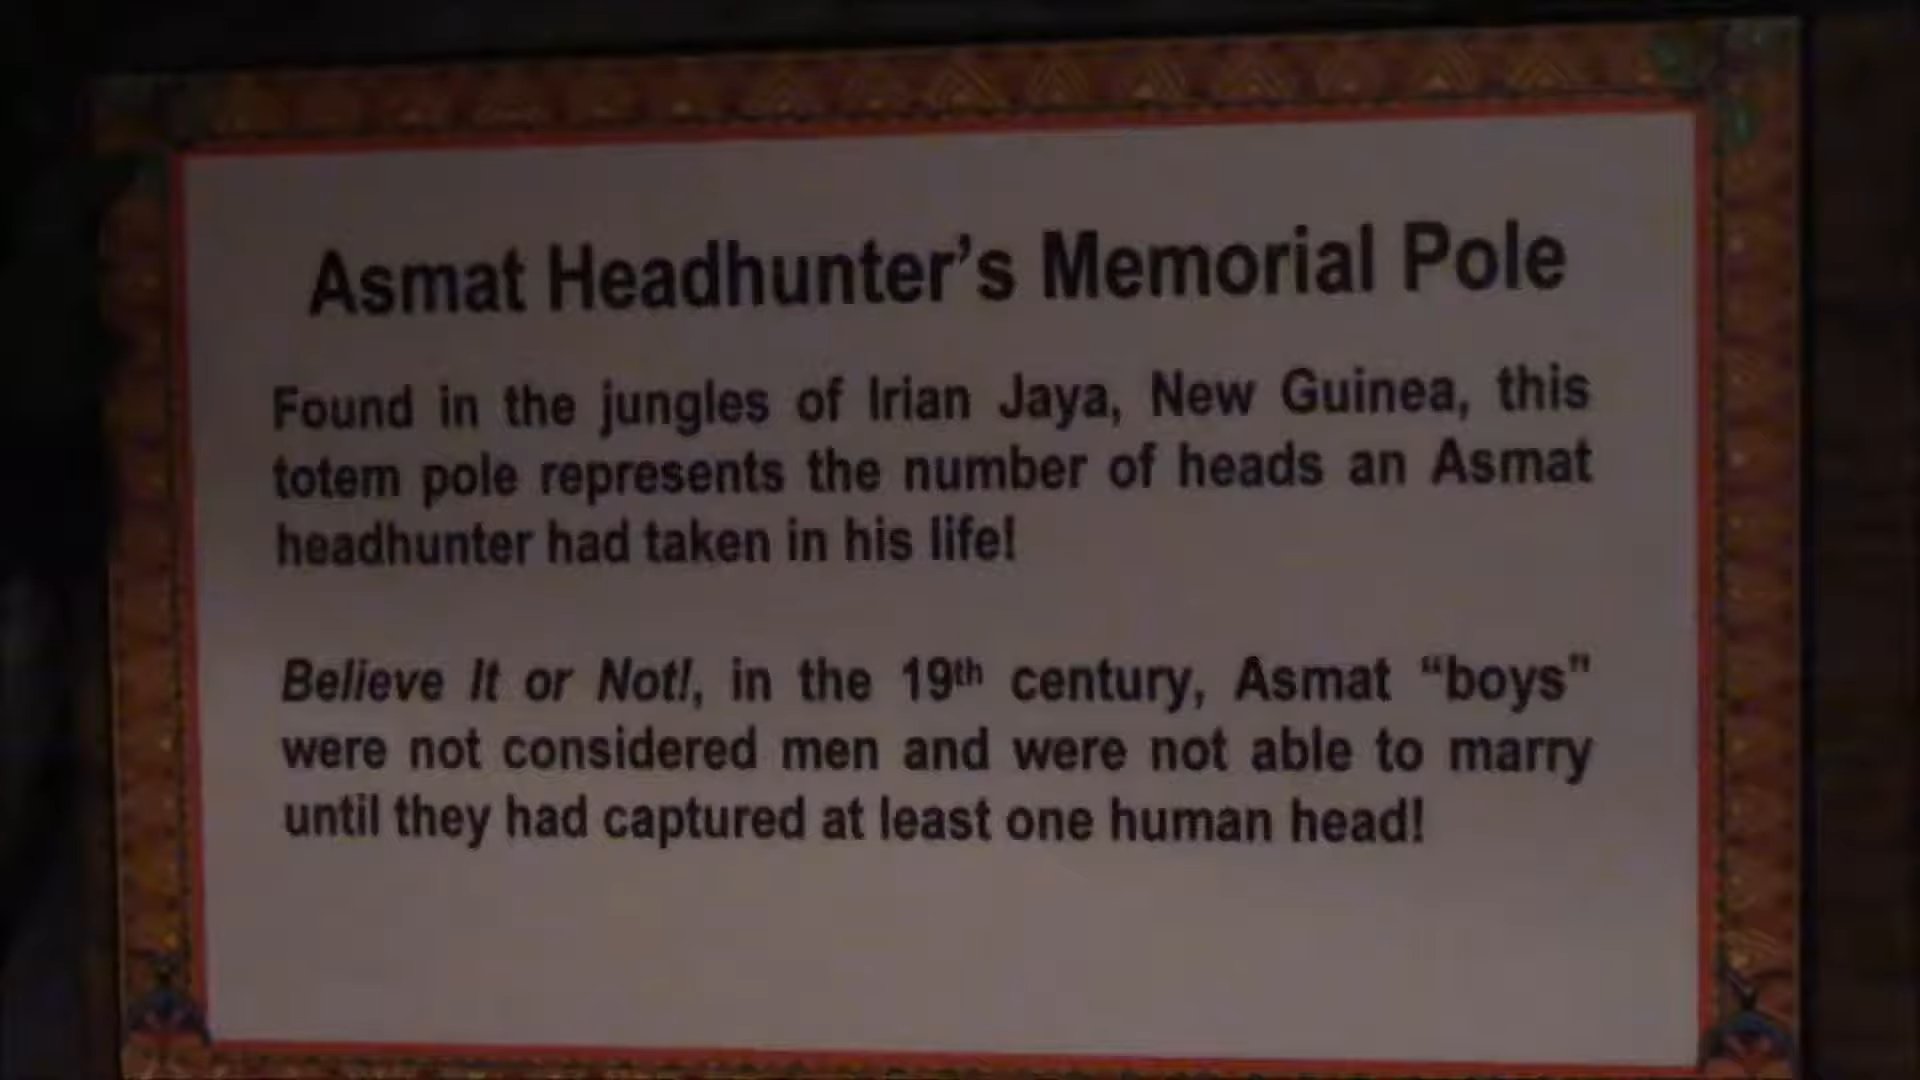 Asmat Headhunter's Memorial Pole
Found in the jungles of Irian Jaya, New Guinea, this
totem pole represents the number of heads an Asmat
headhunter had taken in his life!
Believe It or Not!, in the 19th century, Asmat “boys”
were not considered men and were not able to marry
until they had captured at least one human head!